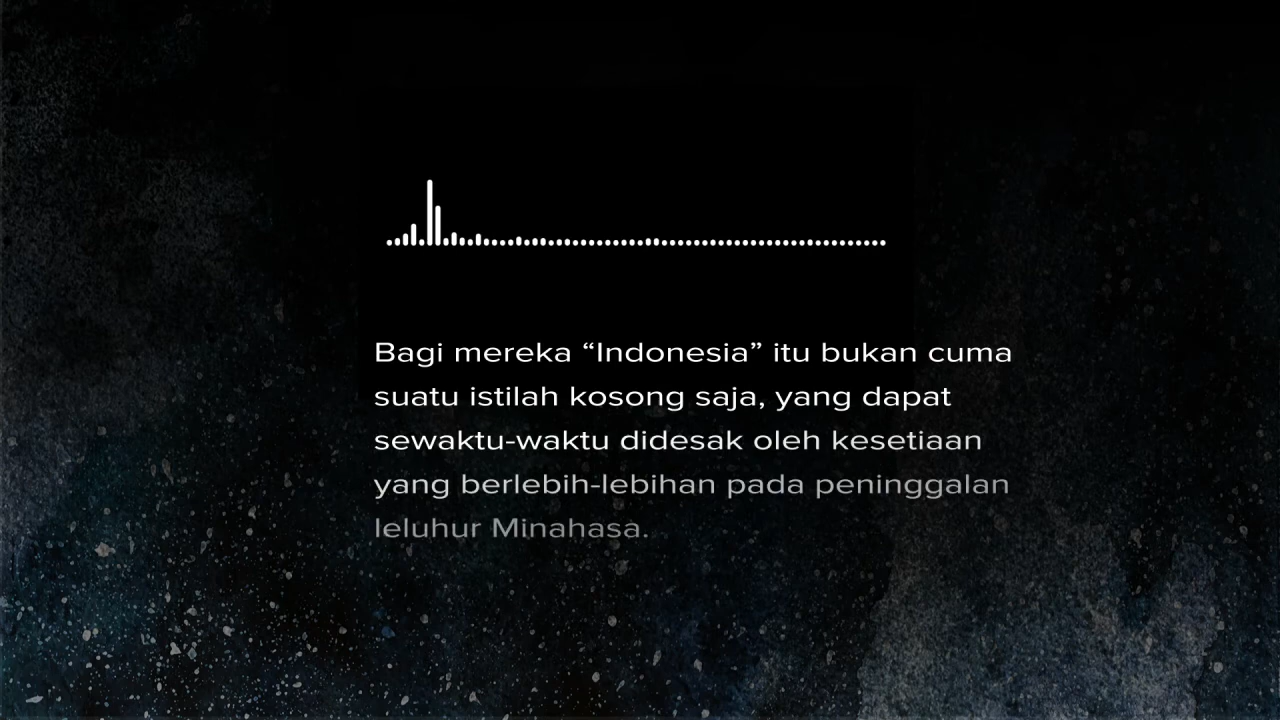 Bagi mereka “Indonesia” itu bukan cuma
suatu istilah kosong saja, yang dapat
sewaktu-waktu didesak oleh kesetiaan
yang berlebih-lebihan pada peninggalan
leluhur Minahasa.